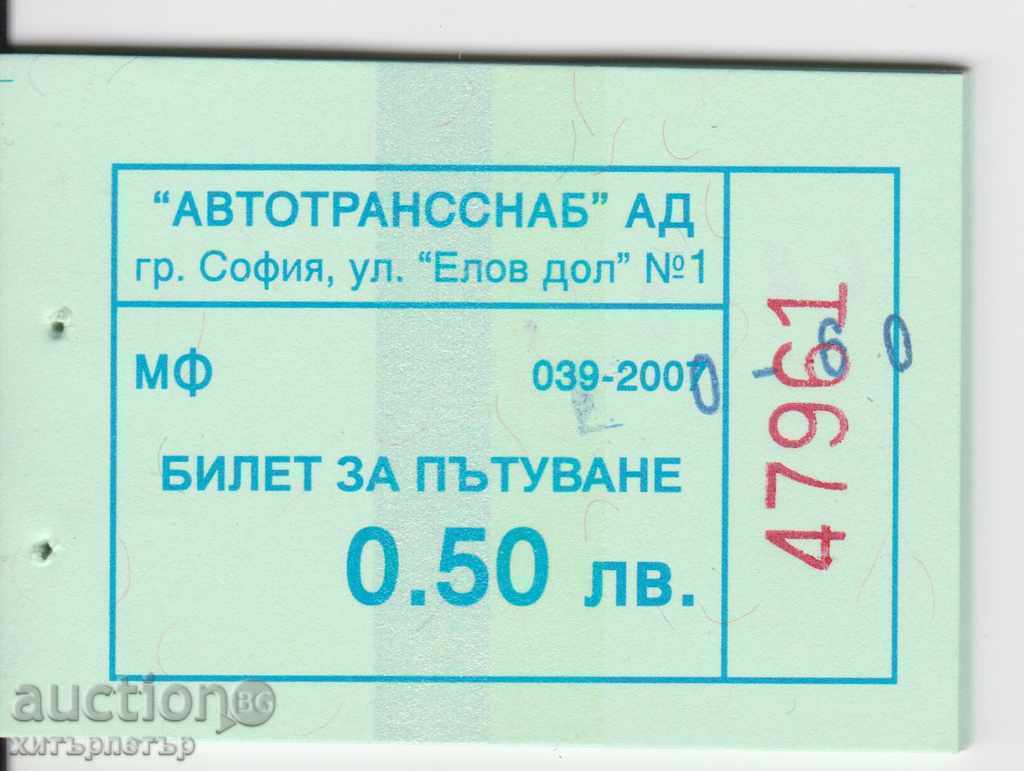 "АВТОТРАНССНАБ" АД
гр. София, ул. "Елов дол" №1
МФ 039-2007
БИЛЕТ ЗА ПЪТУВАНЕ
0.50 лв.
47961
auction BG
хитърпетър